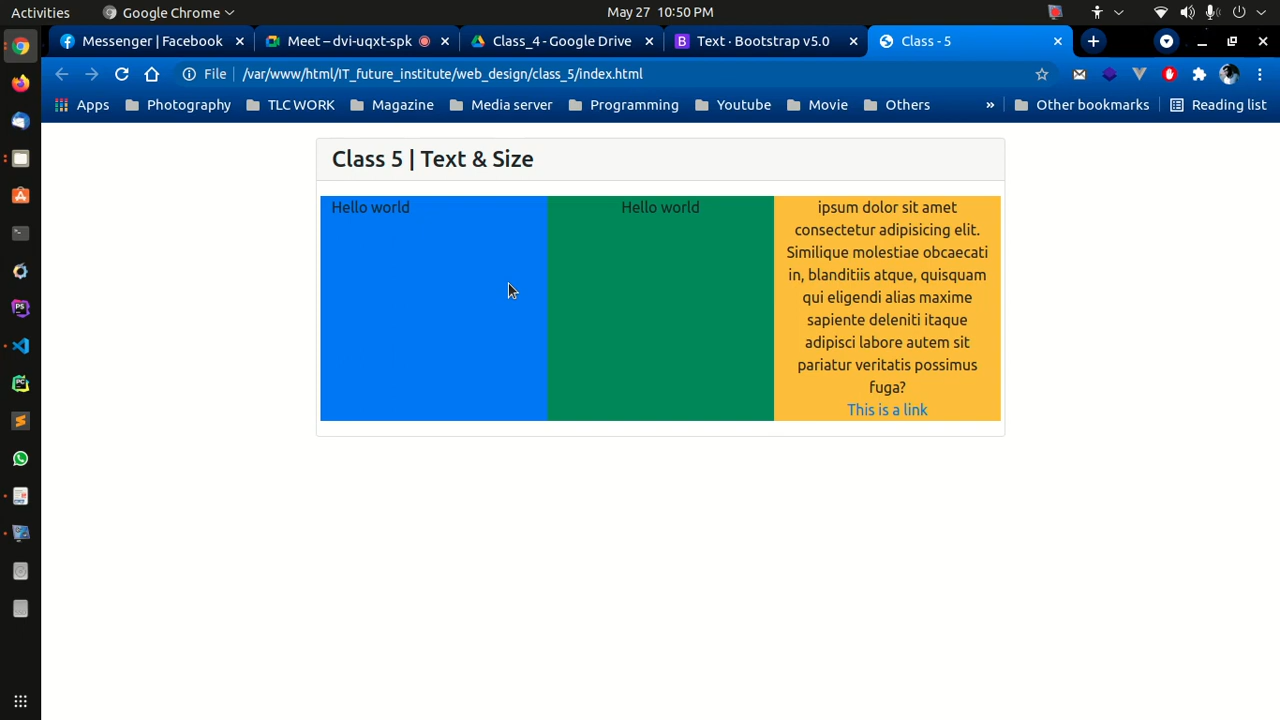 Activities
Google Chrome
May 27 10:50 PM
Messenger | Facebook
Meet – dvi-uqxt-spk
Class_4 - Google Drive
Text · Bootstrap v5.0
Class - 5
File
/var/www/html/IT_future_institute/web_design/class_5/index.html
Apps
Photography
TLC WORK
Magazine
Media server
Programming
Youtube
Movie
Others
»
Other bookmarks
Reading list
Class 5 | Text & Size
Hello world
Hello world
ipsum dolor sit amet
consectetur adipisicing elit.
Similique molestiae obcaecati
in, blanditiis atque, quisquam
qui eligendi alias maxime
sapiente deleniti itaque
adipisci labore autem sit
pariatur veritatis possimus
fuga?
This is a link